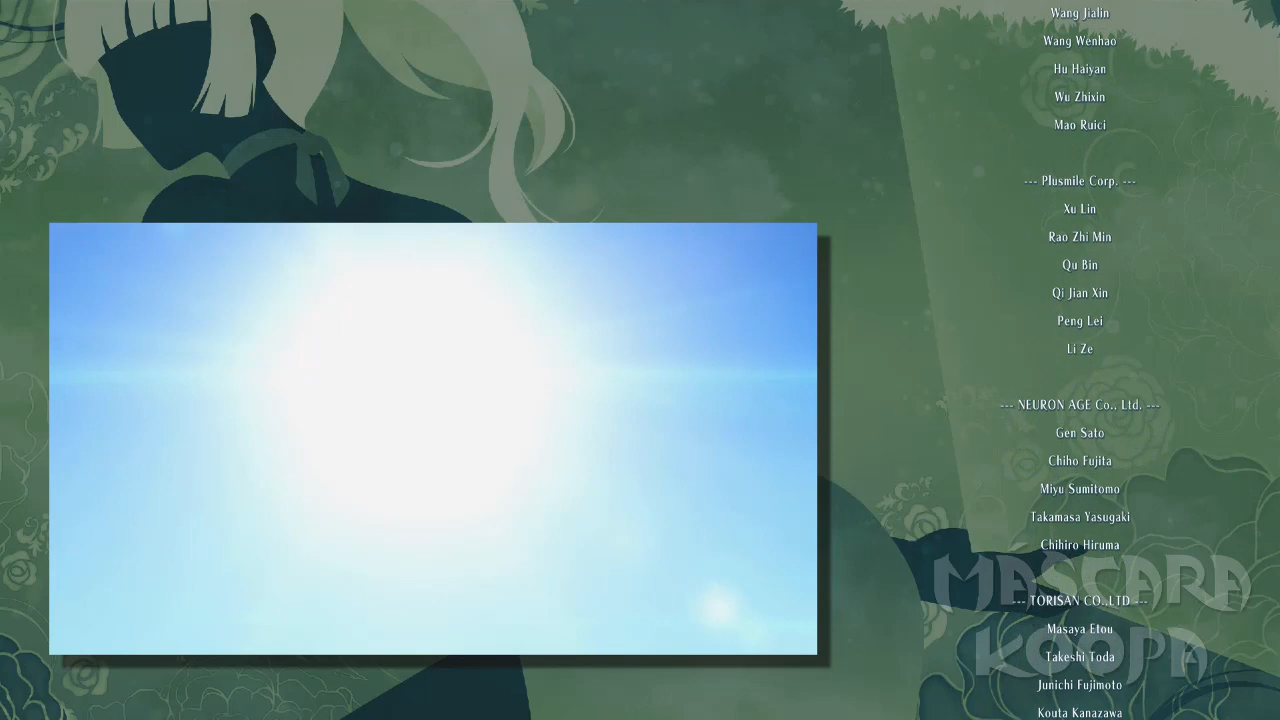 Wang Jialin
Wang Wenhao
Hu Haiyan
Wu Zhixin
Mao Ruici
--- Plusmile Corp. ---
Xu Lin
Rao Zhi Min
Qu Bin
Qi Jian Xin
Peng Lei
Li Ze
--- NEURON AGE Co., Ltd. ---
Gen Sato
Chiho Fujita
Miyu Sumitomo
Takamasa Yasugaki
Chihiro Hiruma
MASCARA
--- TORISAN CO.,LTD ---
Masaya Etou
KOOPA
Takeshi Toda
Junichi Fujimoto
Kouta Kanazawa